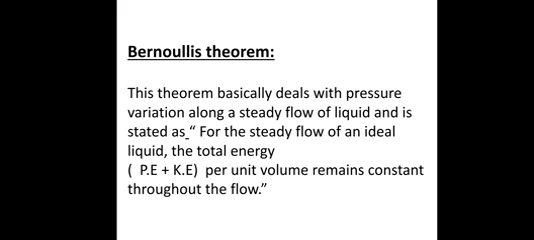 Bernoullis theorem:
This theorem basically deals with pressure
variation along a steady flow of liquid and is
stated as “ For the steady flow of an ideal
liquid, the total energy
(  P.E + K.E)  per unit volume remains constant
throughout the flow.”